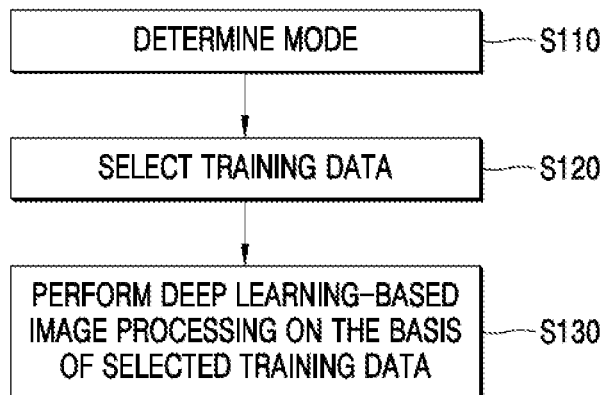 DETERMINE MODE
S110
SELECT TRAINING DATA
S120
PERFORM DEEP LEARNING-BASED
IMAGE PROCESSING ON THE BASIS
OF SELECTED TRAINING DATA
S130